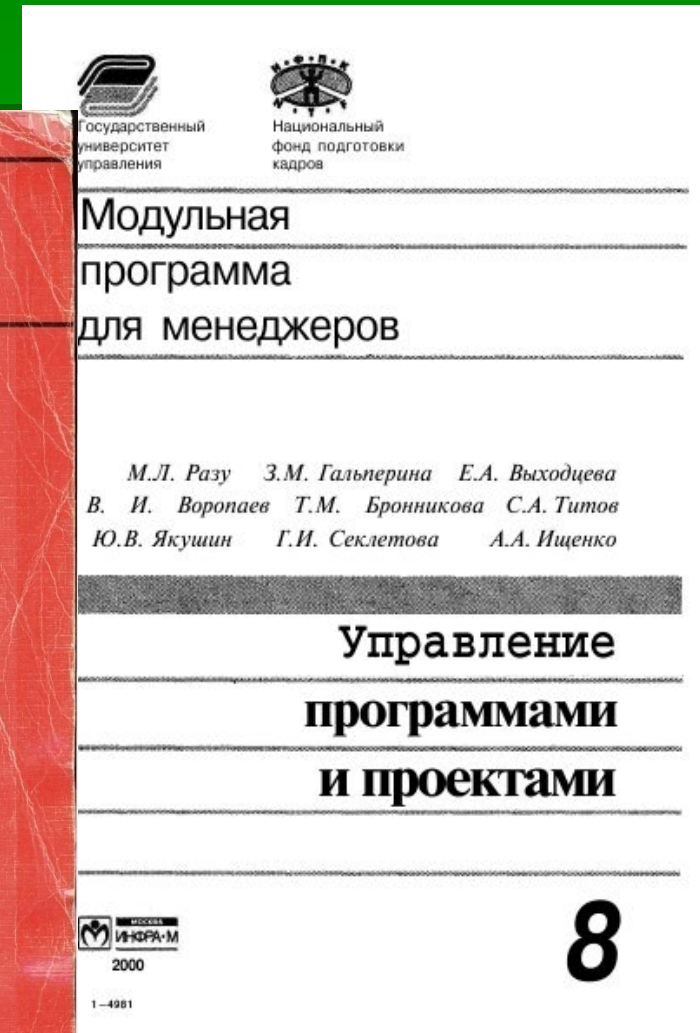 Государственный
университет
управления
И•Ф•П•К
N T F
Национальный
фонд подготовки
кадров
Модульная
программа
для менеджеров
М.Л. Разу З.М. Гальперина Е.А. Выходцева
В. И. Воропаев Т.М. Бронникова С.А. Титов
Ю.В. Якушин Г.И. Секлетова А.А. Ищенко
Управление
программами
и проектами
МОСКВА
ИНФРА-М
2000
8
1–4981